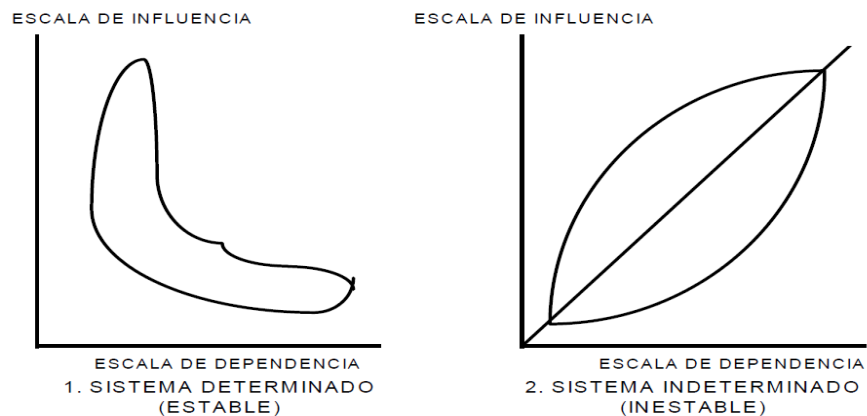 ESCALA DE INFLUENCIA
ESCALA DE DEPENDENCIA
1. SISTEMA DETERMINADO
(ESTABLE)
ESCALA DE INFLUENCIA
ESCALA DE DEPENDENCIA
2. SISTEMA INDETERMINADO
(INESTABLE)